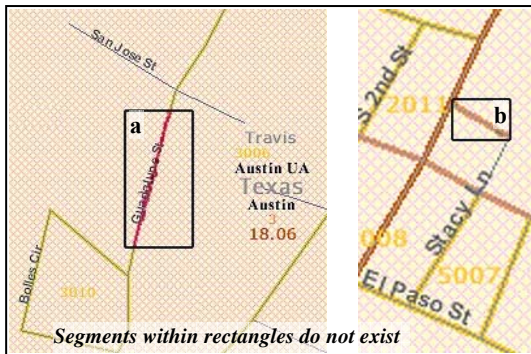 San Jose St
a
Guadalupe St
Travis
3006
Austin UA
Texas
Austin
3
18.06
Bolles Cir
3010
S 2nd St
2011
b
Stacy Ln
008
5007
El Paso St
Segments within rectangles do not exist